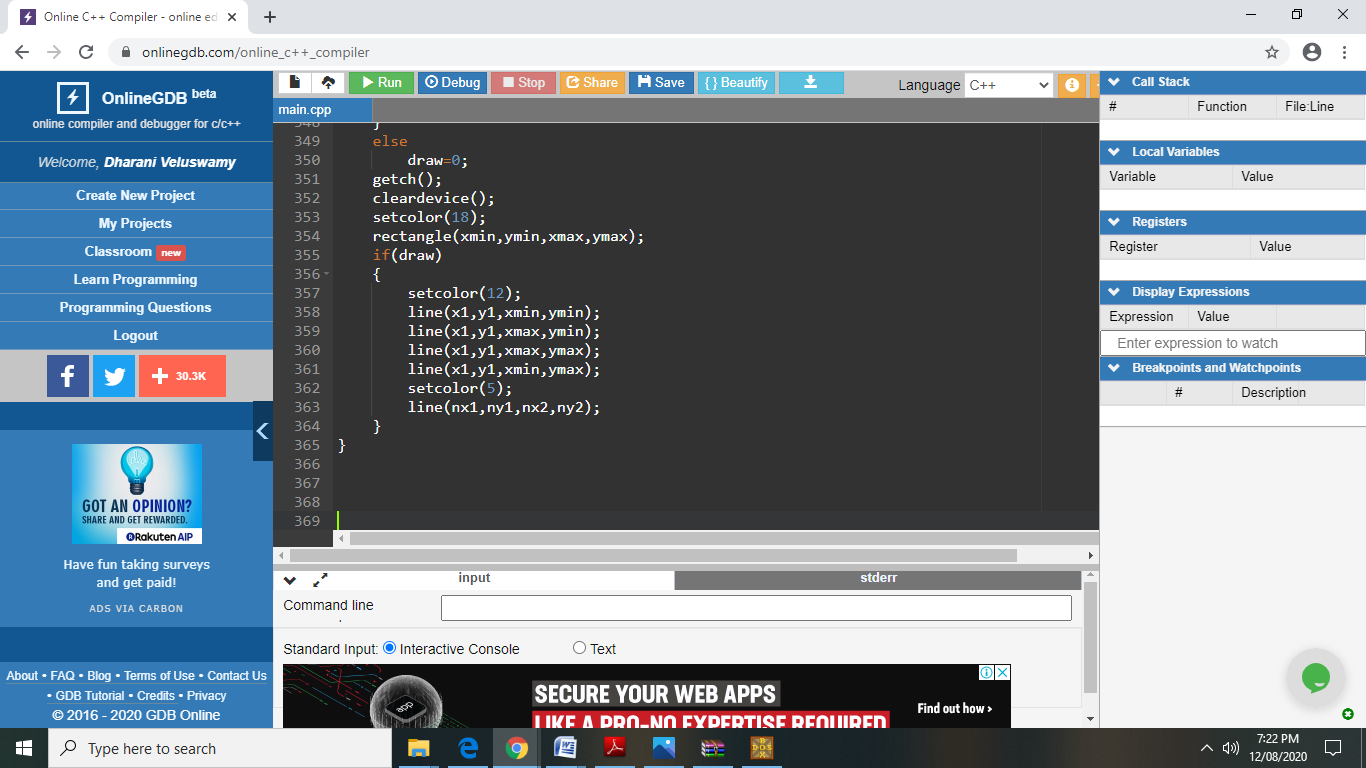 Online C++ Compiler - online ed
onlinegdb.com/online_c++_compiler
OnlineGDB beta
online compiler and debugger for c/c++
Welcome, Dharani Veluswamy
Create New Project
My Projects
Classroom new
Learn Programming
Programming Questions
Logout
30.3K
GOT AN OPINION?
SHARE AND GET REWARDED.
Rakuten AIP
Have fun taking surveys
and get paid!
ADS VIA CARBON
About • FAQ • Blog • Terms of Use • Contact Us
• GDB Tutorial • Credits • Privacy
© 2016 - 2020 GDB Online
Run Debug Stop Share Save { } Beautify
Language C++
main.cpp
348 }
349 else
350 draw=0;
351 getch();
352 cleardevice();
353 setcolor(18);
354 rectangle(xmin,ymin,xmax,ymax);
355 if(draw)
356 {
357 setcolor(12);
358 line(x1,y1,xmin,ymin);
359 line(x1,y1,xmax,ymin);
360 line(x1,y1,xmax,ymax);
361 line(x1,y1,xmin,ymax);
362 setcolor(5);
363 line(nx1,ny1,nx2,ny2);
364 }
365 }
366
367
368
369
input stderr
Command line
Standard Input: Interactive Console Text
app
SECURE YOUR WEB APPS
LIKE A PRO-NO EXPERTISE REQUIRED
Find out how >
Call Stack
# Function File:Line
Local Variables
Variable Value
Registers
Register Value
Display Expressions
Expression Value
Enter expression to watch
Breakpoints and Watchpoints
# Description
Type here to search
DOS
7:22 PM
12/08/2020